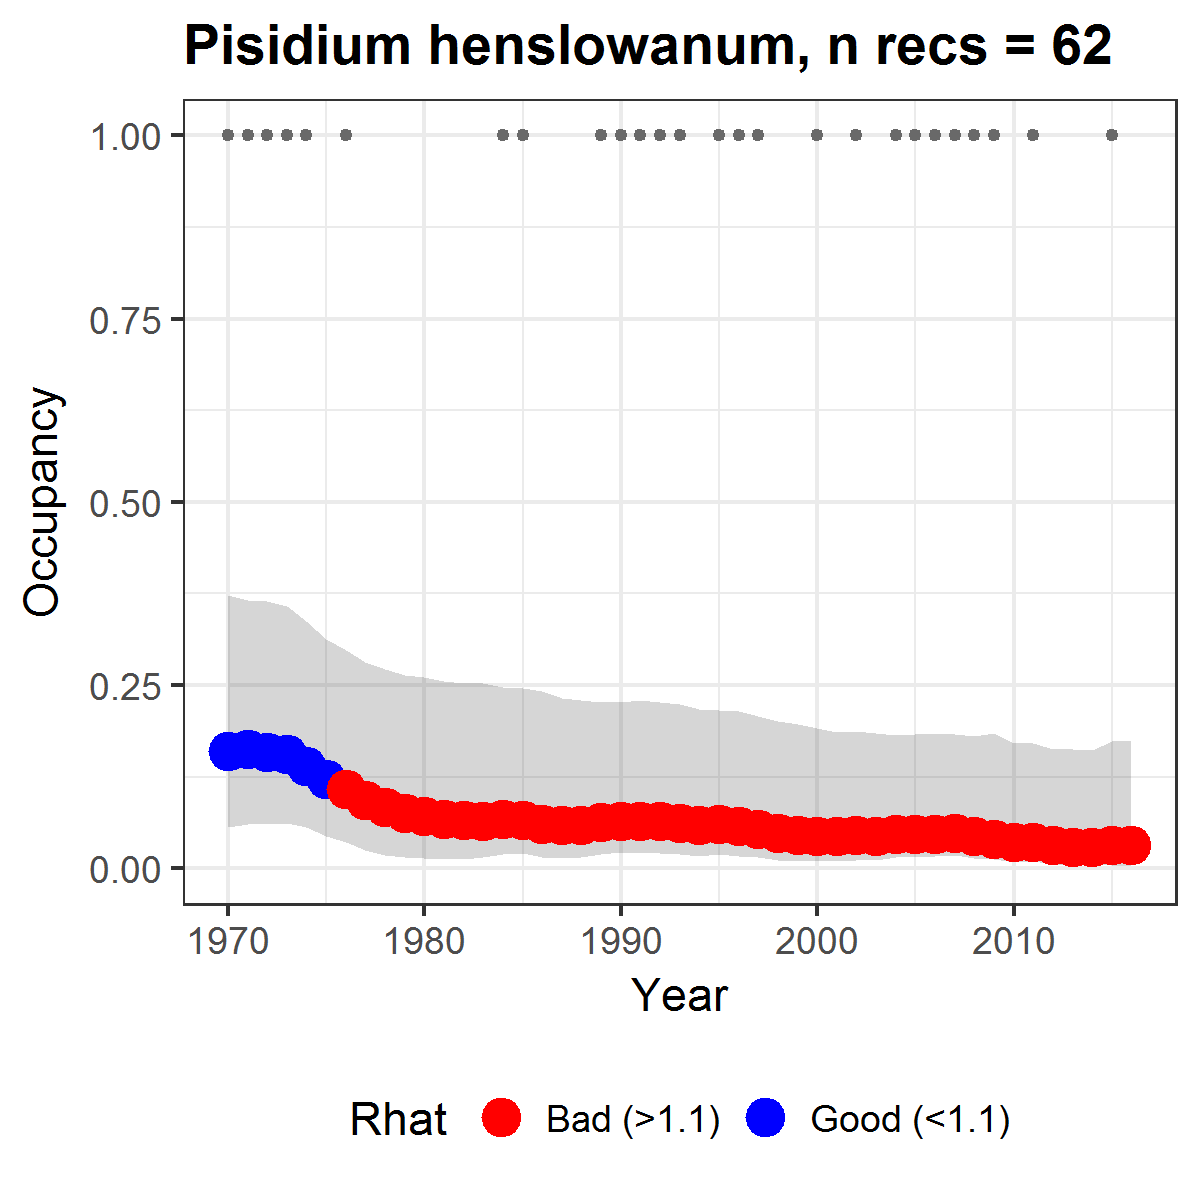 Pisidium henslowanum, n recs = 62
1.00
0.75
0.50
0.25
0.00
Occupancy
1970 1980 1990 2000 2010
Year
Rhat Bad (>1.1) Good (<1.1)